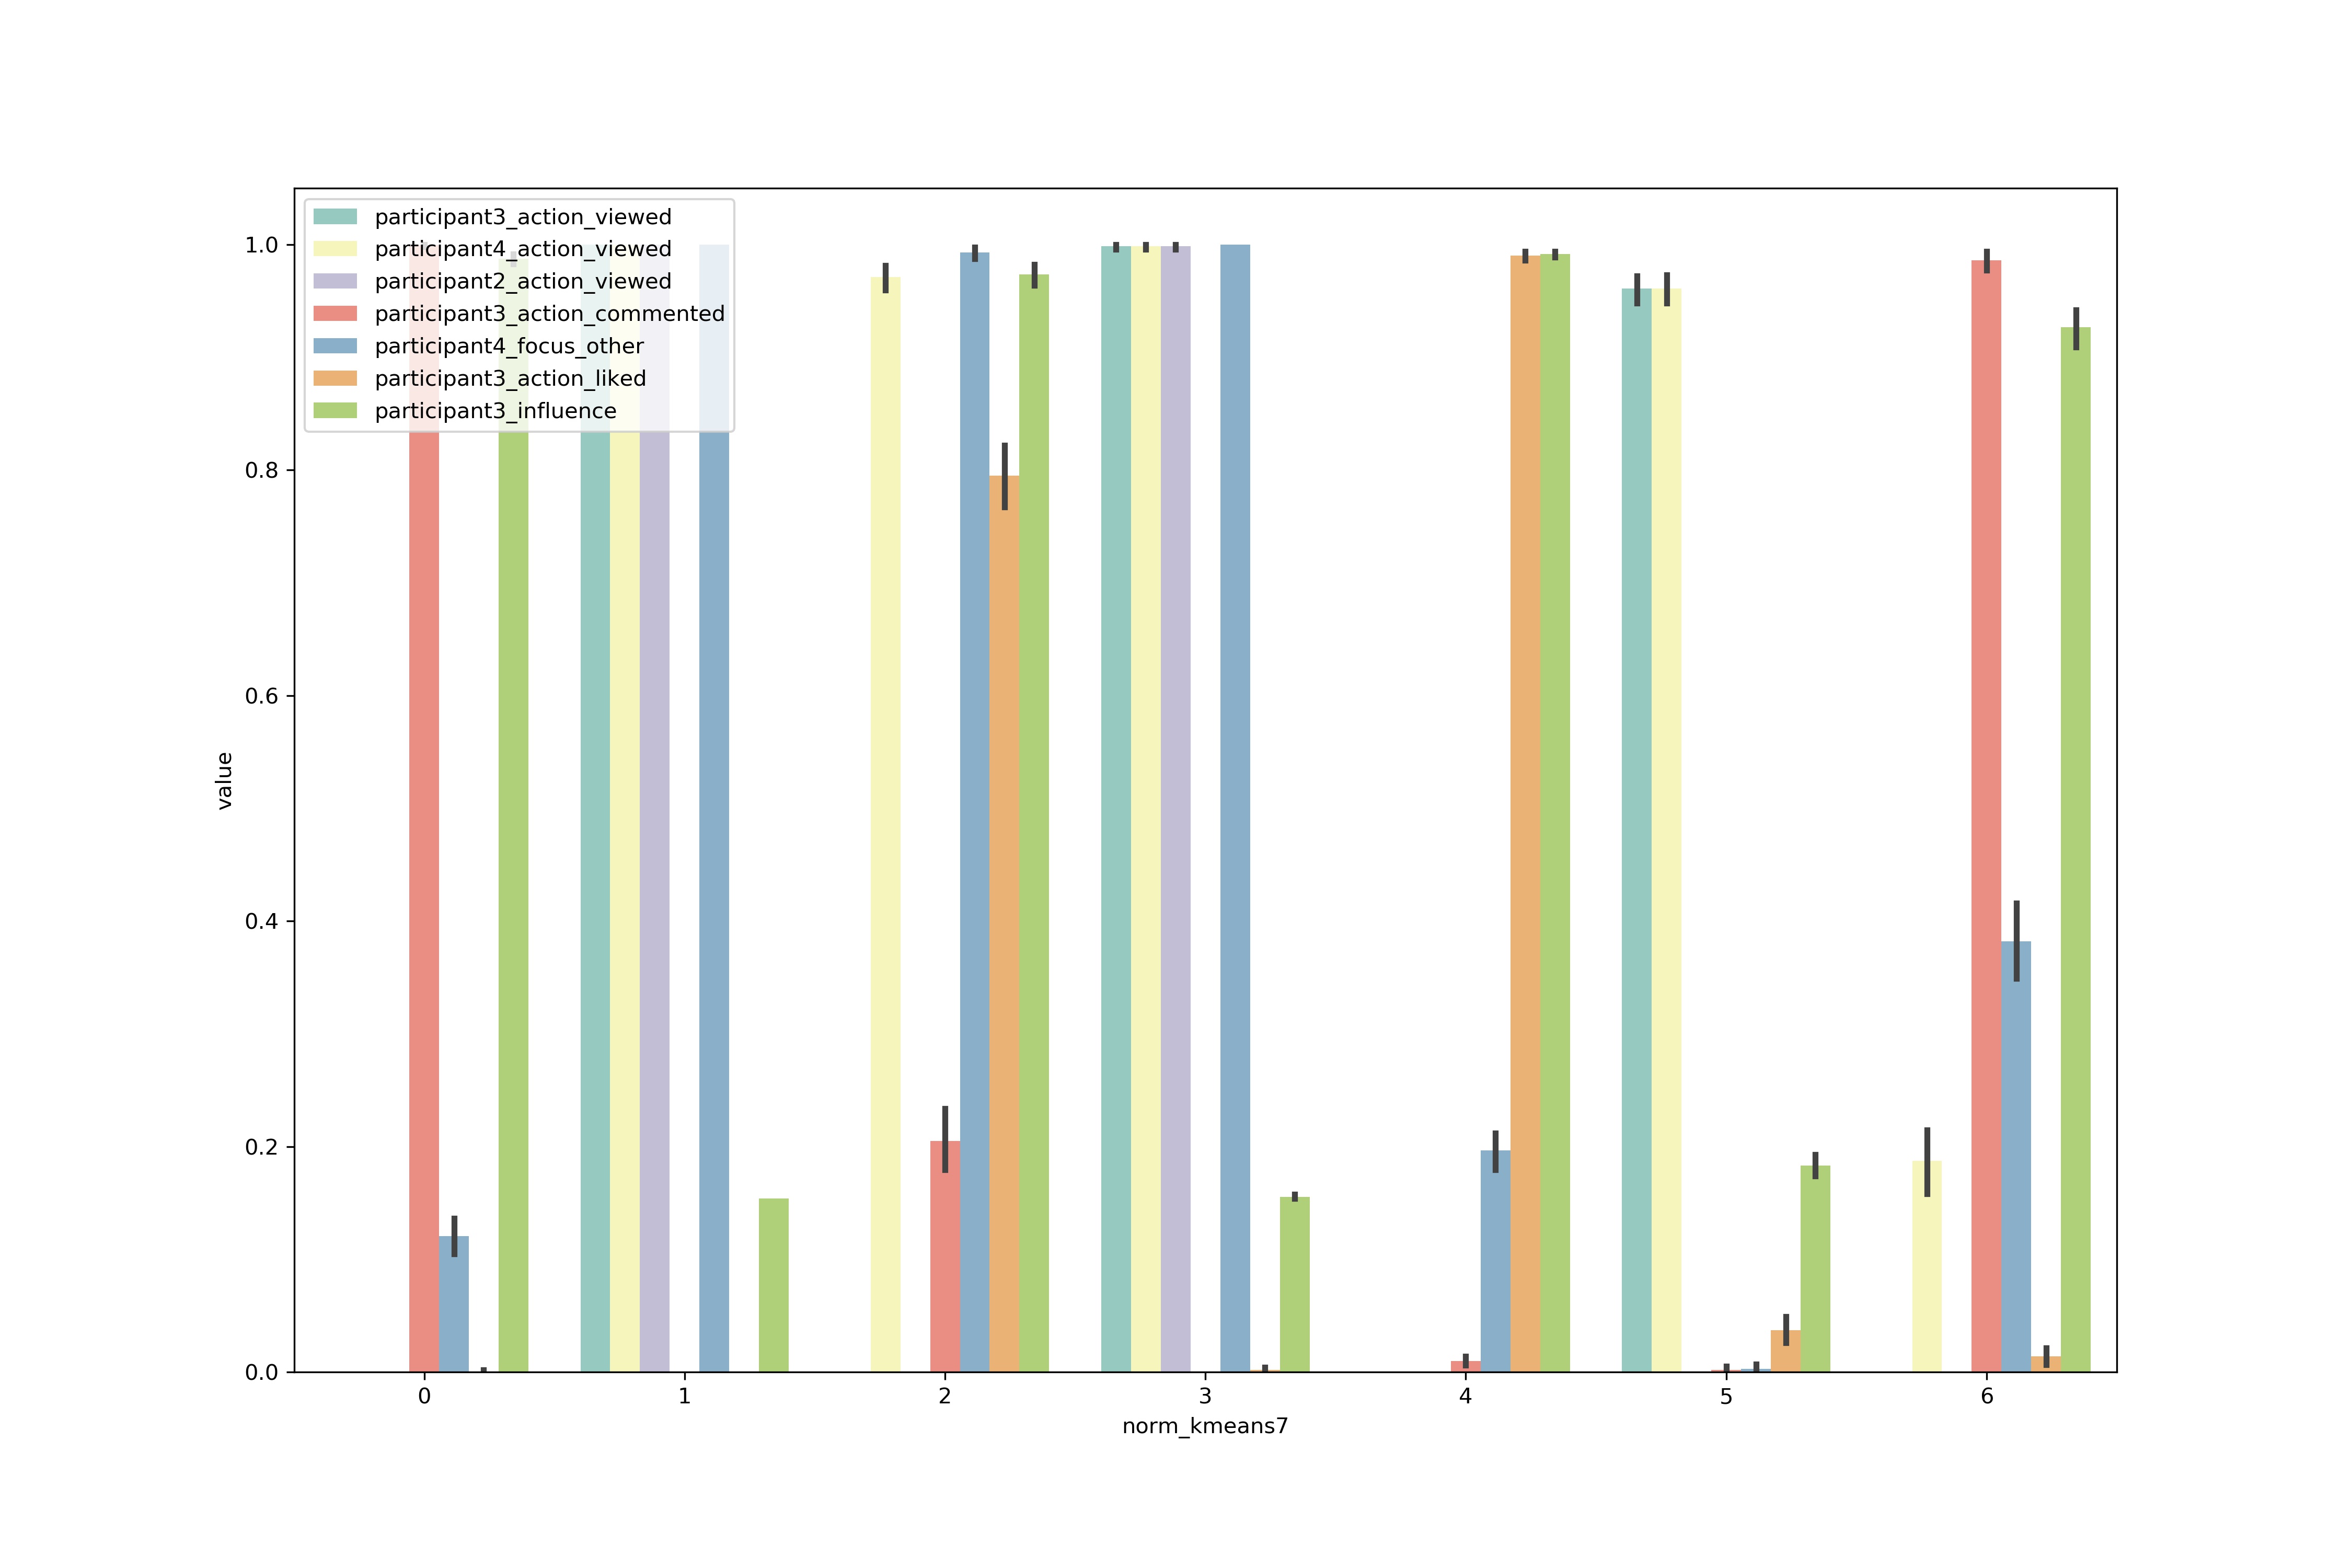 participant3_action_viewed
participant4_action_viewed
participant2_action_viewed
participant3_action_commented
participant4_focus_other
participant3_action_liked
participant3_influence
1.0
0.8
0.6
0.4
0.2
0.0
value
0 1 2 3 4 5 6
norm_kmeans7